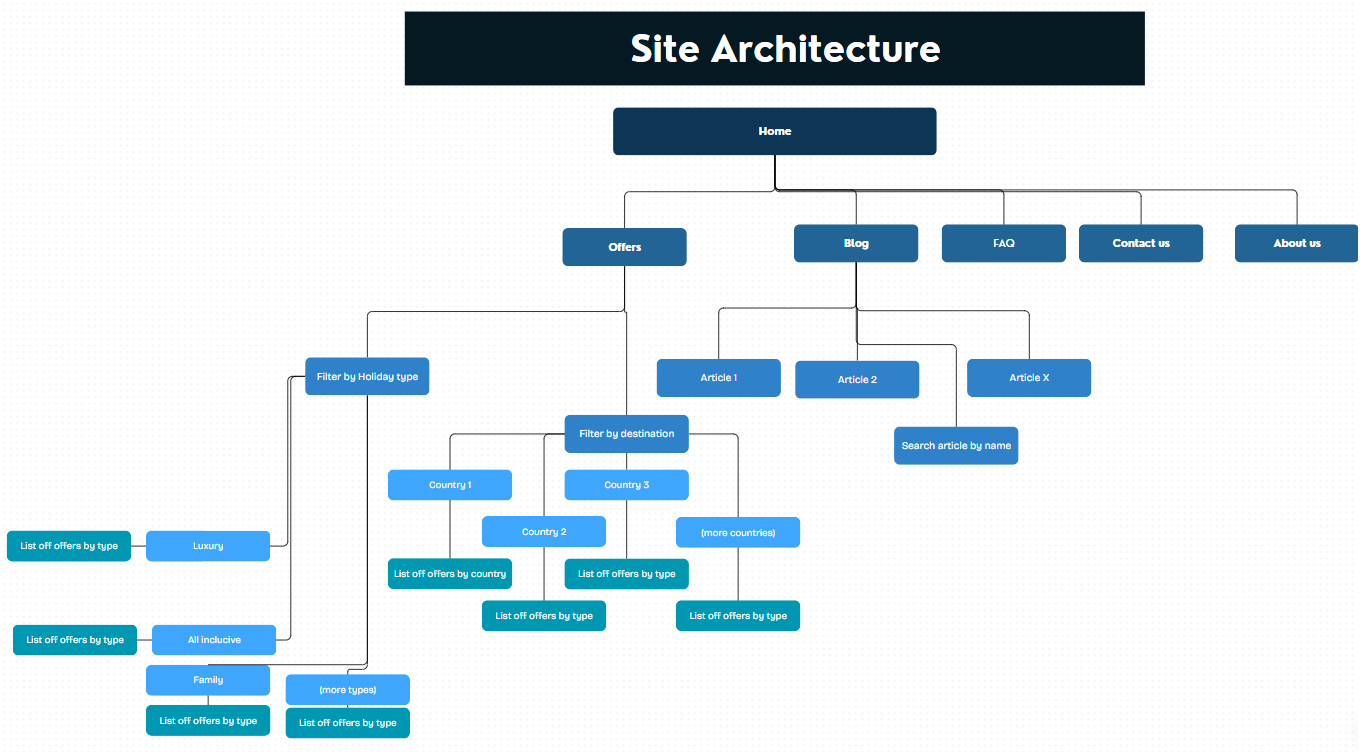 Site Architecture
Home
Offers
Blog
FAQ
Contact us
About us
Filter by Holiday type
Article 1
Article 2
Article X
Filter by destination
Search article by name
Country 1
Country 3
Country 2
(more countries)
List off offers by type
Luxury
List off offers by country
List off offers by type
List off offers by type
List off offers by type
List off offers by type
All inclucive
Family
(more types)
List off offers by type
List off offers by type